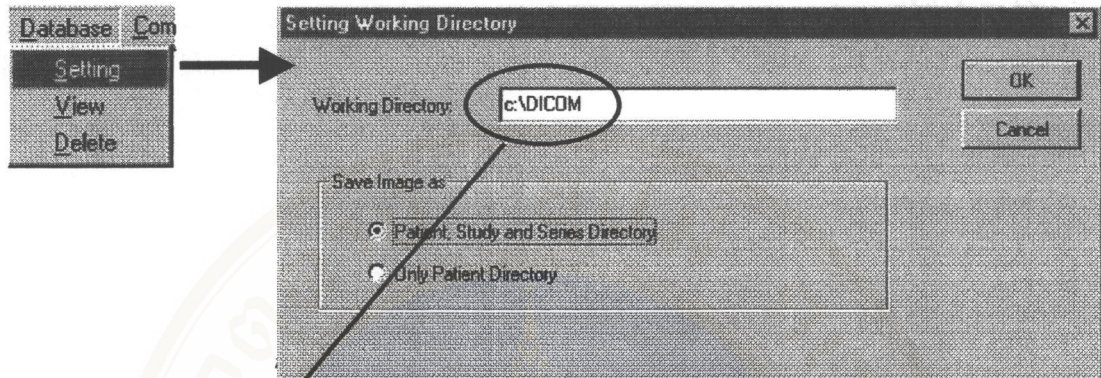 Database Com
Setting
View
Delete
Setting Working Directory
OK
Working Directory: c:\DICOM
Cancel
Save Image as
Patient, Study and Series Directory
Only Patient Directory